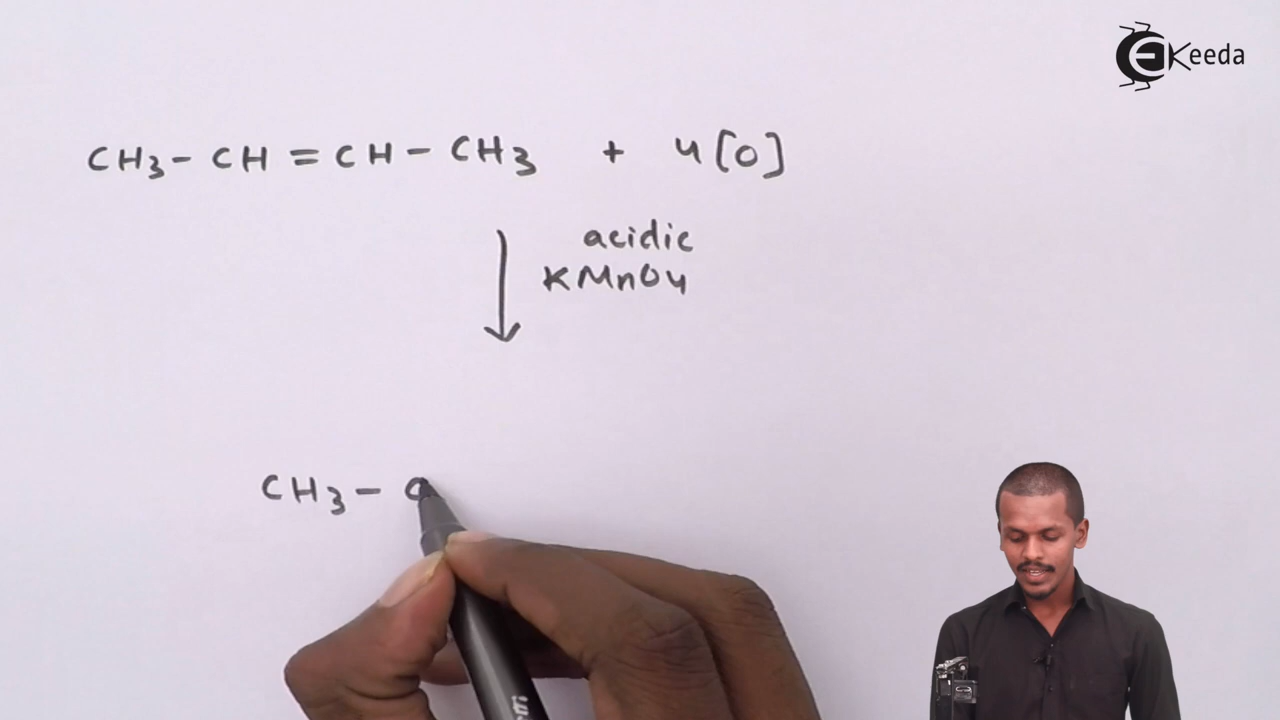 EKeeda
CH3 - CH = CH - CH3 + 4[O]
acidic
KMnO4
CH3 - C